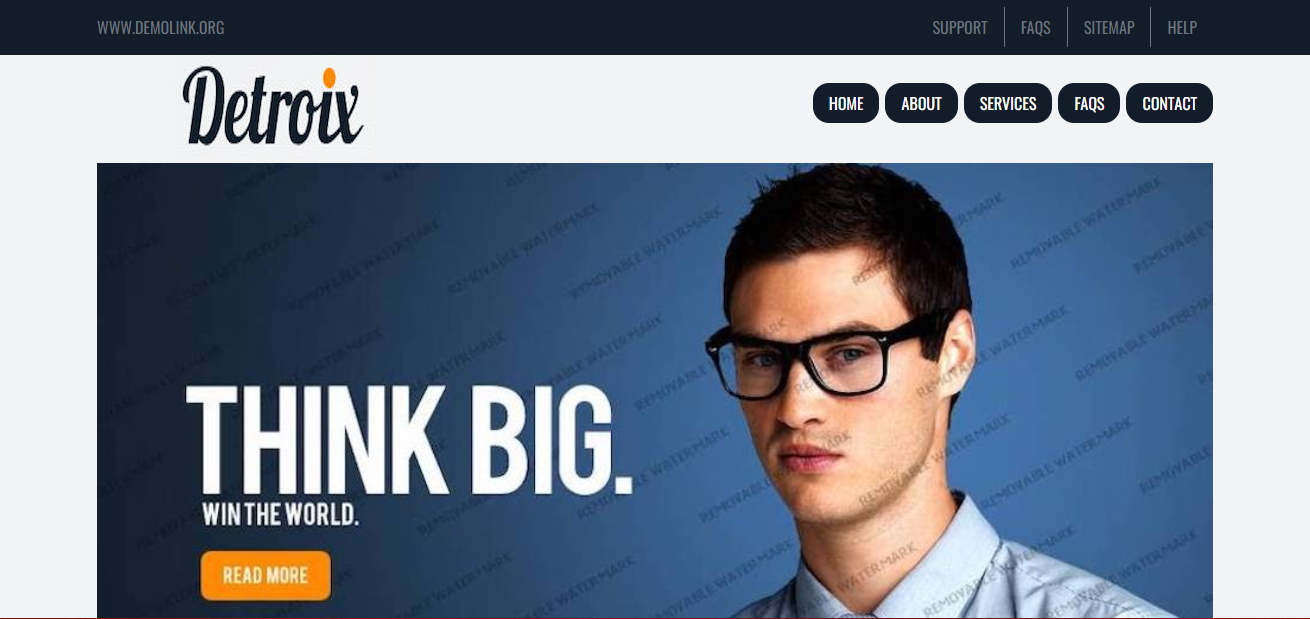 WWW.DEMOLINK.ORG
SUPPORT FAQS SITEMAP HELP
Detroix
HOME ABOUT SERVICES FAQS CONTACT
THINK BIG.
WIN THE WORLD.
READ MORE
REMOVABLE WATERMARK